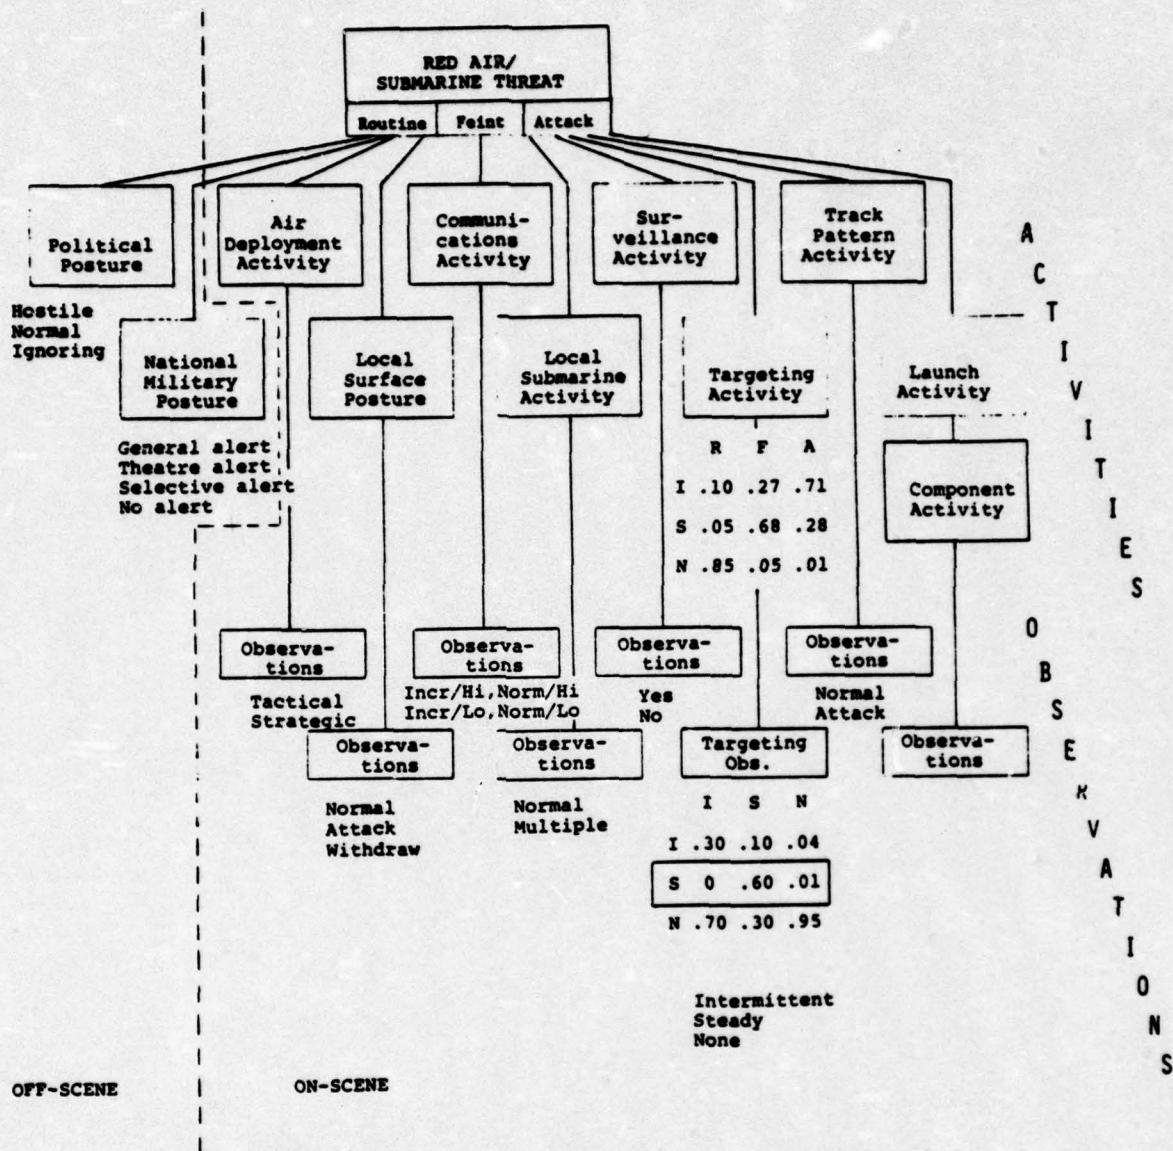 RED AIR/
SUBMARINE THREAT
Routine Feint Attack
Political
Posture
Air
Deployment
Activity
Communi-
cations
Activity
Sur-
veillance
Activity
Track
Pattern
Activity
Hostile
Normal
Ignoring
National
Military
Posture
Local
Surface
Posture
Local
Submarine
Activity
Targeting
Activity
Launch
Activity
General alert
Theatre alert
Selective alert
No alert
R F A
I .10 .27 .71
S .05 .68 .28
N .85 .05 .01
Component
Activity
Observa-
tions
Tactical
Strategic
Observa-
tions
Incr/Hi,Norm/Hi
Incr/Lo,Norm/Lo
Observa-
tions
Yes
No
Observa-
tions
Normal
Attack
Observa-
tions
Normal
Attack
Withdraw
Observa-
tions
Normal
Multiple
Targeting
Obs.
I S N
I .30 .10 .04
S 0 .60 .01
N .70 .30 .95
Intermittent
Steady
None
Observa-
tions
ACTIVITIES
OBSERVATIONS
OFF-SCENE
ON-SCENE